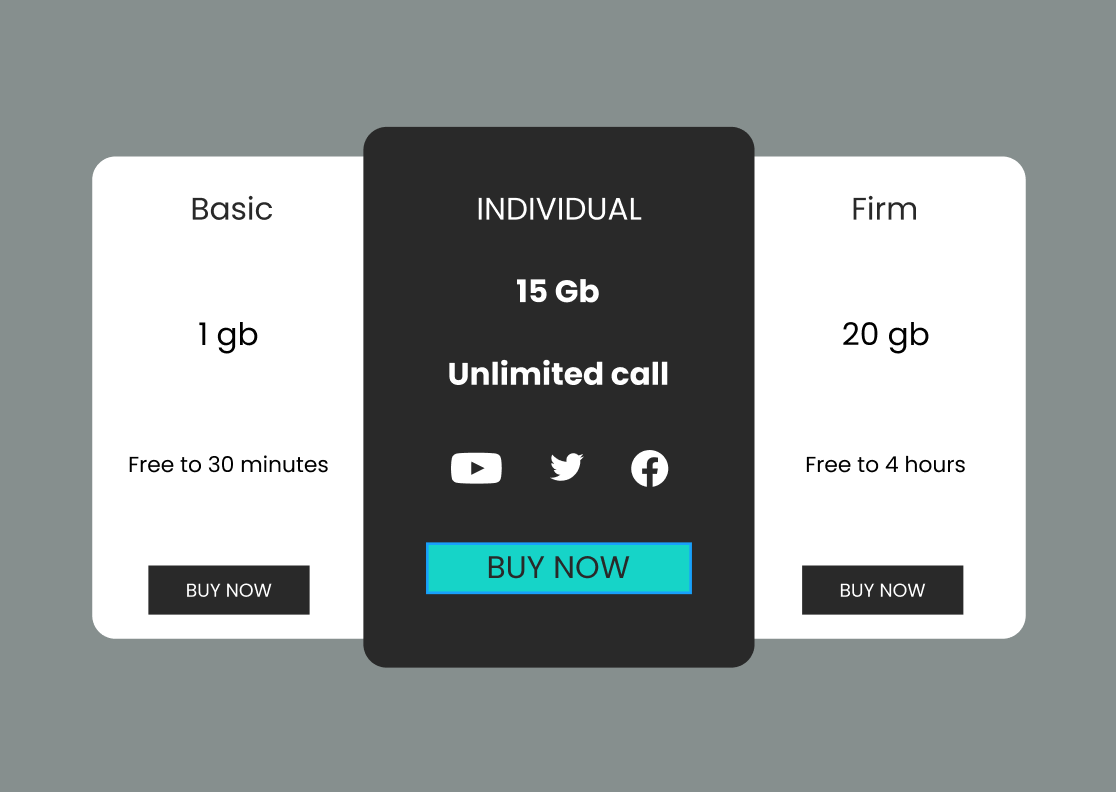 Basic
1 gb
Free to 30 minutes
BUY NOW
INDIVIDUAL
15 Gb
Unlimited call
BUY NOW
Firm
20 gb
Free to 4 hours
BUY NOW